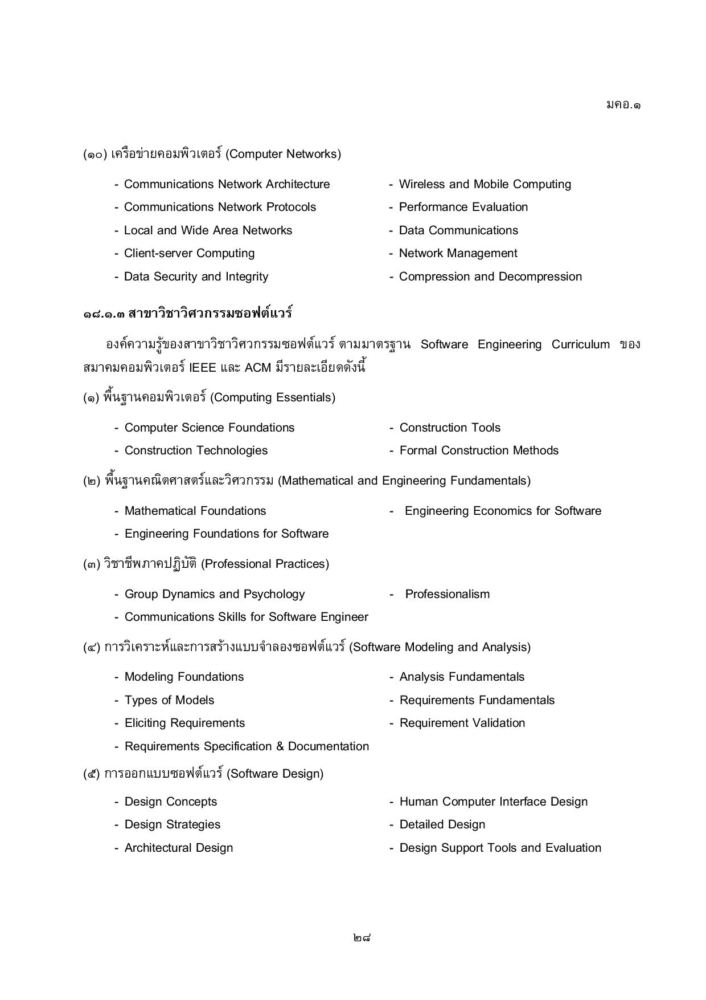 มคอ.๑
(๑๐) เครือข่ายคอมพิวเตอร์ (Computer Networks)
- Communications Network Architecture - Wireless and Mobile Computing
- Communications Network Protocols - Performance Evaluation
- Local and Wide Area Networks - Data Communications
- Client-server Computing - Network Management
- Data Security and Integrity - Compression and Decompression
๑๘.๑.๓ สาขาวิชาวิศวกรรมซอฟต์แวร์
องค์ความรู้ของสาขาวิชาวิศวกรรมซอฟต์แวร์ ตามมาตรฐาน Software Engineering Curriculum ของ
สมาคมคอมพิวเตอร์ IEEE และ ACM มีรายละเอียดดังนี้
(๑) พื้นฐานคอมพิวเตอร์ (Computing Essentials)
- Computer Science Foundations - Construction Tools
- Construction Technologies - Formal Construction Methods
(๒) พื้นฐานคณิตศาสตร์และวิศวกรรม (Mathematical and Engineering Fundamentals)
- Mathematical Foundations - Engineering Economics for Software
- Engineering Foundations for Software
(๓) วิชาชีพภาคปฏิบัติ (Professional Practices)
- Group Dynamics and Psychology - Professionalism
- Communications Skills for Software Engineer
(๔) การวิเคราะห์และการสร้างแบบจำลองซอฟต์แวร์ (Software Modeling and Analysis)
- Modeling Foundations - Analysis Fundamentals
- Types of Models - Requirements Fundamentals
- Eliciting Requirements - Requirement Validation
- Requirements Specification & Documentation
(๕) การออกแบบซอฟต์แวร์ (Software Design)
- Design Concepts - Human Computer Interface Design
- Design Strategies - Detailed Design
- Architectural Design - Design Support Tools and Evaluation
๒๘